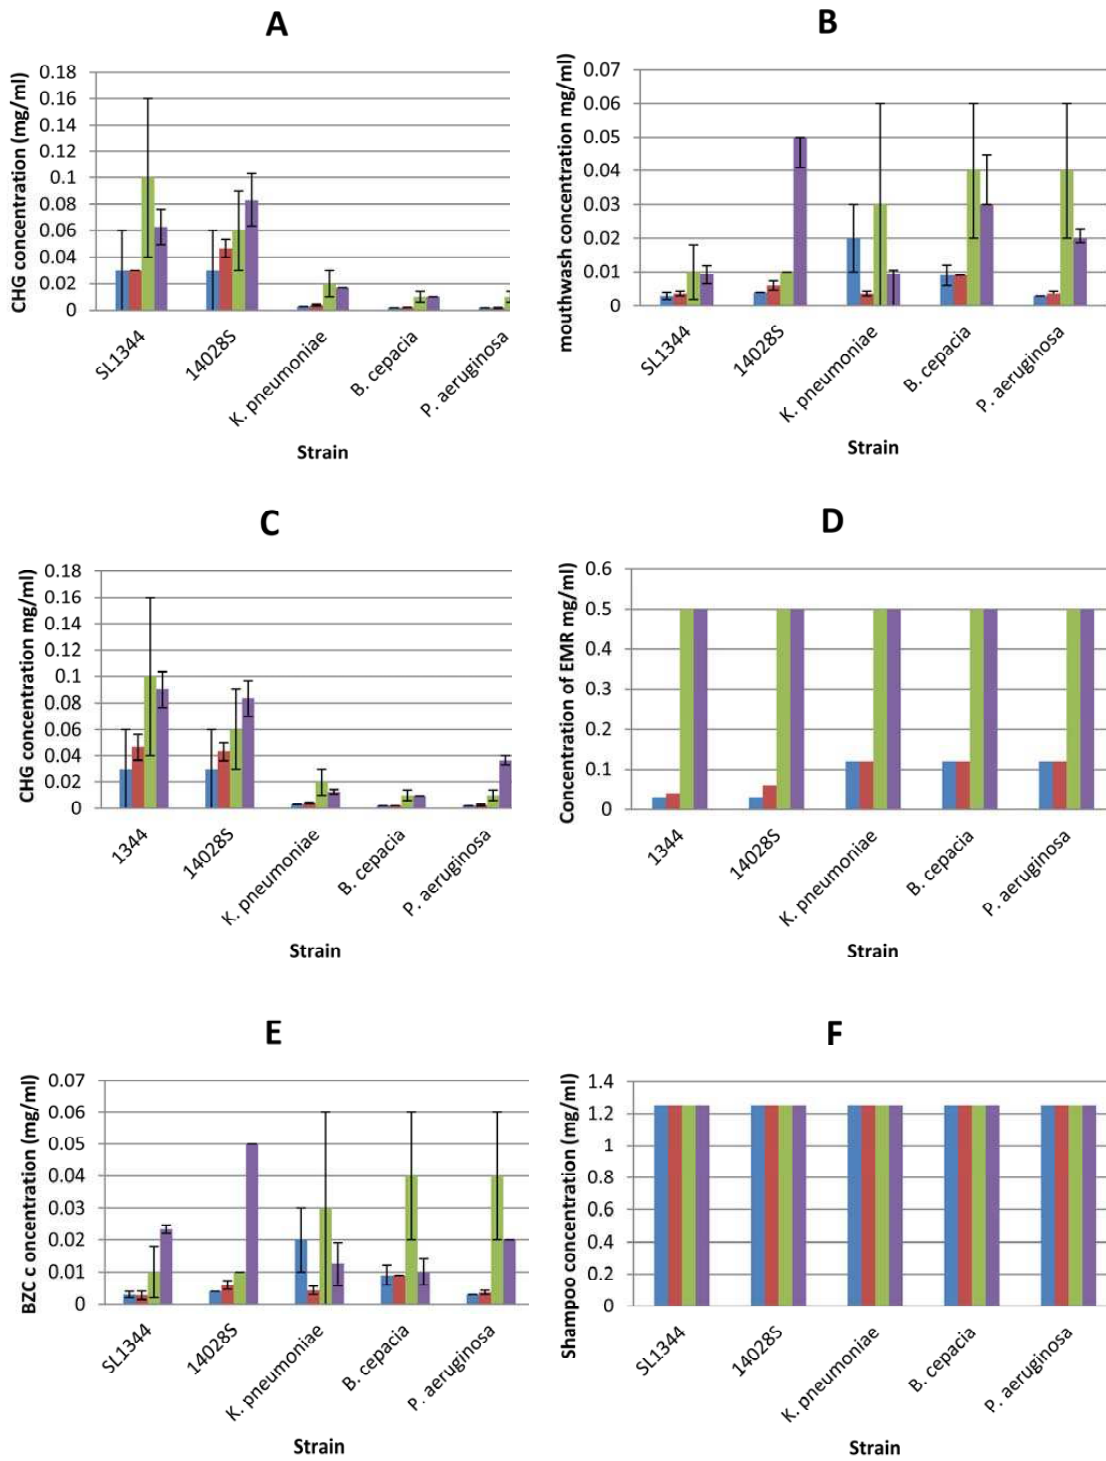 A
CHG concentration (mg/ml)
0.18
0.16
0.14
0.12
0.1
0.08
0.06
0.04
0.02
0
SL1344
14028S
K. pneumoniae
B. cepacia
P. aeruginosa
Strain
B
mouthwash concentration mg/ml)
0.07
0.06
0.05
0.04
0.03
0.02
0.01
0
SL1344
14028S
K. pneumoniae
B. cepacia
P. aeruginosa
Strain
C
CHG concentration mg/ml)
0.18
0.16
0.14
0.12
0.1
0.08
0.06
0.04
0.02
0
1344
14028S
K. pneumoniae
B. cepacia
P. aeruginosa
Strain
D
Concentration of EMR mg/ml)
0.6
0.5
0.4
0.3
0.2
0.1
0
1344
14028S
K. pneumoniae
B. cepacia
P. aeruginosa
Strain
E
BZC c oncentration (mg/ml)
0.07
0.06
0.05
0.04
0.03
0.02
0.01
0
SL1344
14028S
K. pneumoniae
B. cepacia
P. aeruginosa
Strain
F
Shampoo concentration (mg/ml)
1.4
1.2
1
0.8
0.6
0.4
0.2
0
SL1344
14028S
K. pneumoniae
B. cepacia
P. aeruginosa
Strain